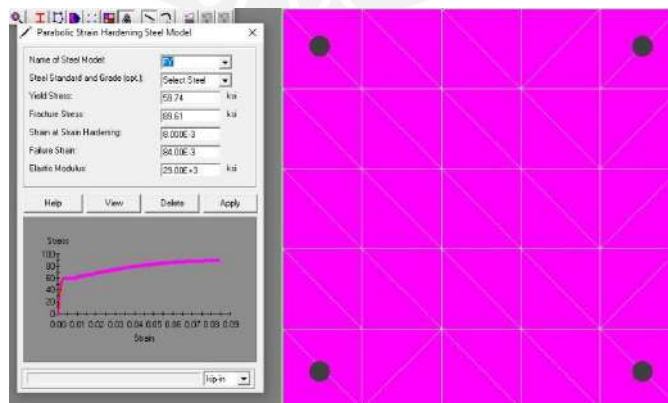 Parabolic Strain Hardening Steel Model
Name of Steel Model: FY
Steel Standard and Grade (opt.): Select Steel
Yield Stress: 59.74 ksi
Fracture Stress: 89.61 ksi
Strain at Strain Hardening: 8.000E-3
Failure Strain: 84.00E-3
Elastic Modulus: 29.00E+3 ksi
Help View Delete Apply
Stress
100
80
60
40
20
0
0.00 0.01 0.02 0.03 0.04 0.05 0.06 0.07 0.08 0.09
Strain
kip-in